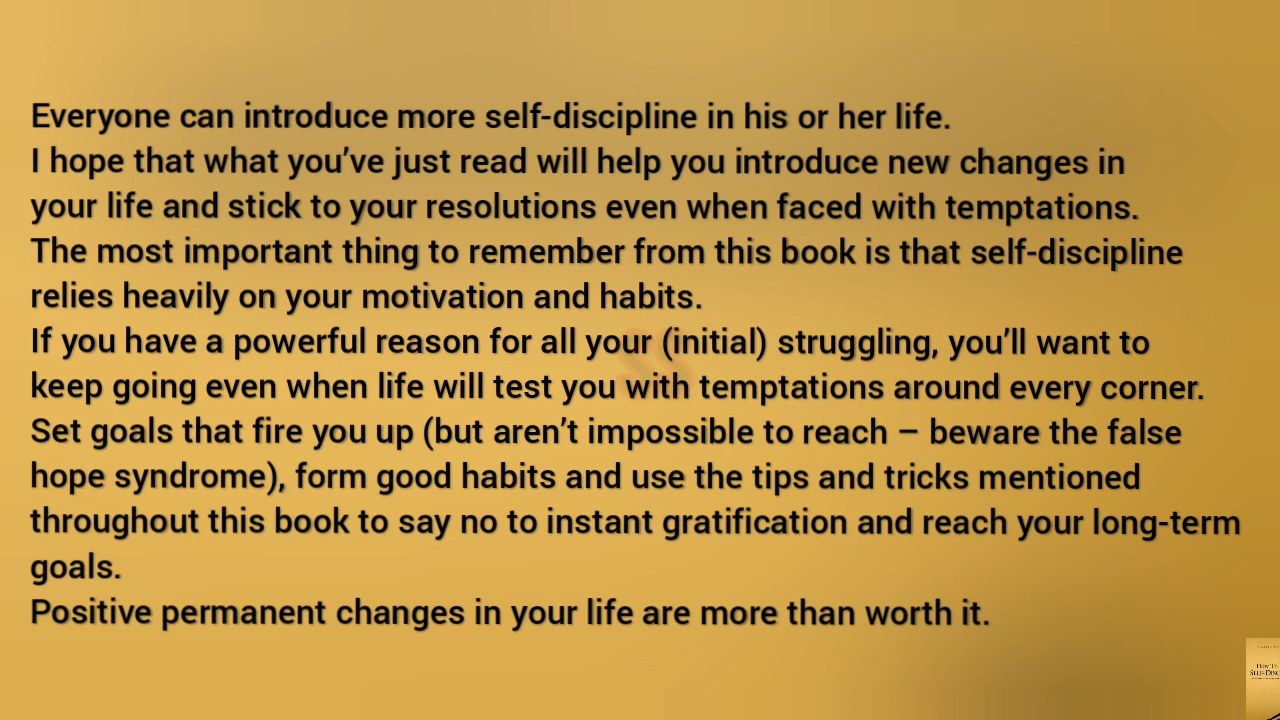 Everyone can introduce more self-discipline in his or her life.
I hope that what you’ve just read will help you introduce new changes in
your life and stick to your resolutions even when faced with temptations.
The most important thing to remember from this book is that self-discipline
relies heavily on your motivation and habits.
If you have a powerful reason for all your (initial) struggling, you’ll want to
keep going even when life will test you with temptations around every corner.
Set goals that fire you up (but aren’t impossible to reach – beware the false
hope syndrome), form good habits and use the tips and tricks mentioned
throughout this book to say no to instant gratification and reach your long-term
goals.
Positive permanent changes in your life are more than worth it.
How To